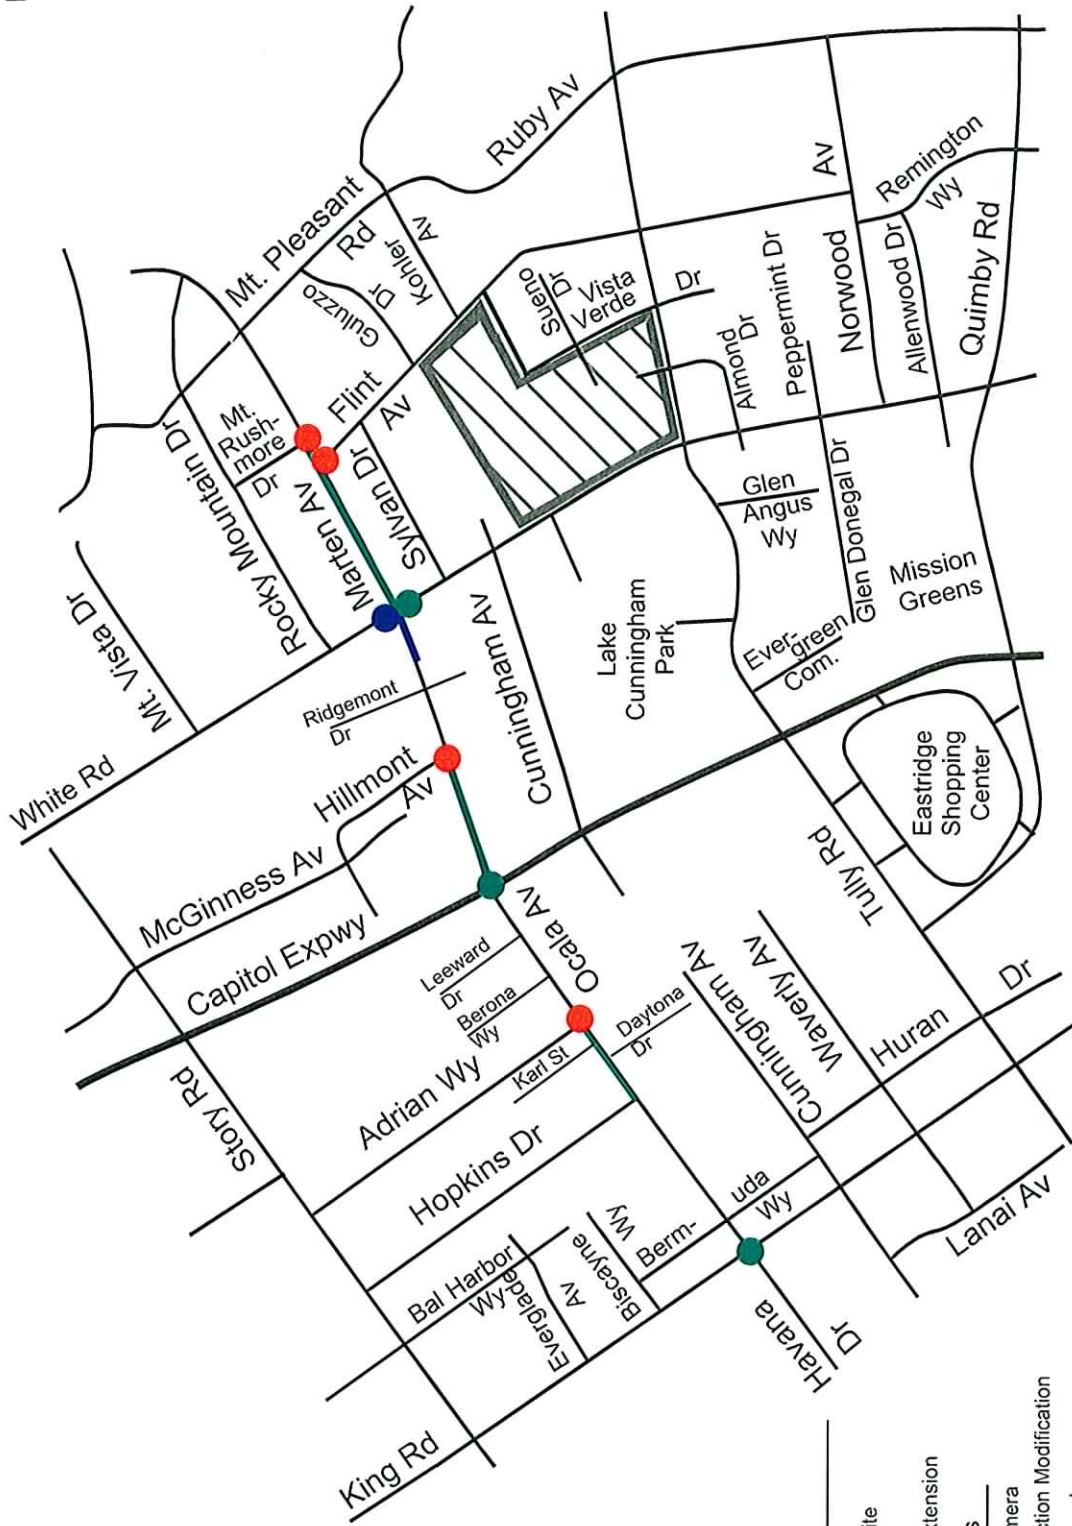 Ruby Av
Mt. Pleasant
Rd
Kohler
Av
Guluzzo
Dr
Sueno
Dr
Vista
Verde
Dr
Av
Remington
Wy
Norwood
Allenwood Dr
Quimby Rd
Peppermint Dr
Almond
Dr
Mt.
Rush-
more
Dr
Flint
Av
Rocky Mountain Dr
Marten Av
Sylvan Dr
Glen
Angus
Wy
Glen Donegal Dr
Mission
Greens
Mt. Vista Dr
Lake
Cunningham
Park
Ever-
green
Com.
Cunningham Av
Ridgemont
Dr
White Rd
Hillmont
Av
Eastridge
Shopping
Center
McGinness Av
Tully Rd
Capitol Expwy
Ocala Av
Leeward
Dr
Berona
Wy
Cunningham Av
Waverly Av
Daytona
Dr
Karl St
Huran
Dr
Story Rd
Adrian Wy
Hopkins Dr
Berm-
uda
Wy
Lanai Av
Bal Harbor
Wy
Everglade
Av
Biscayne
Wy
Havana
Dr
King Rd
ction Modification